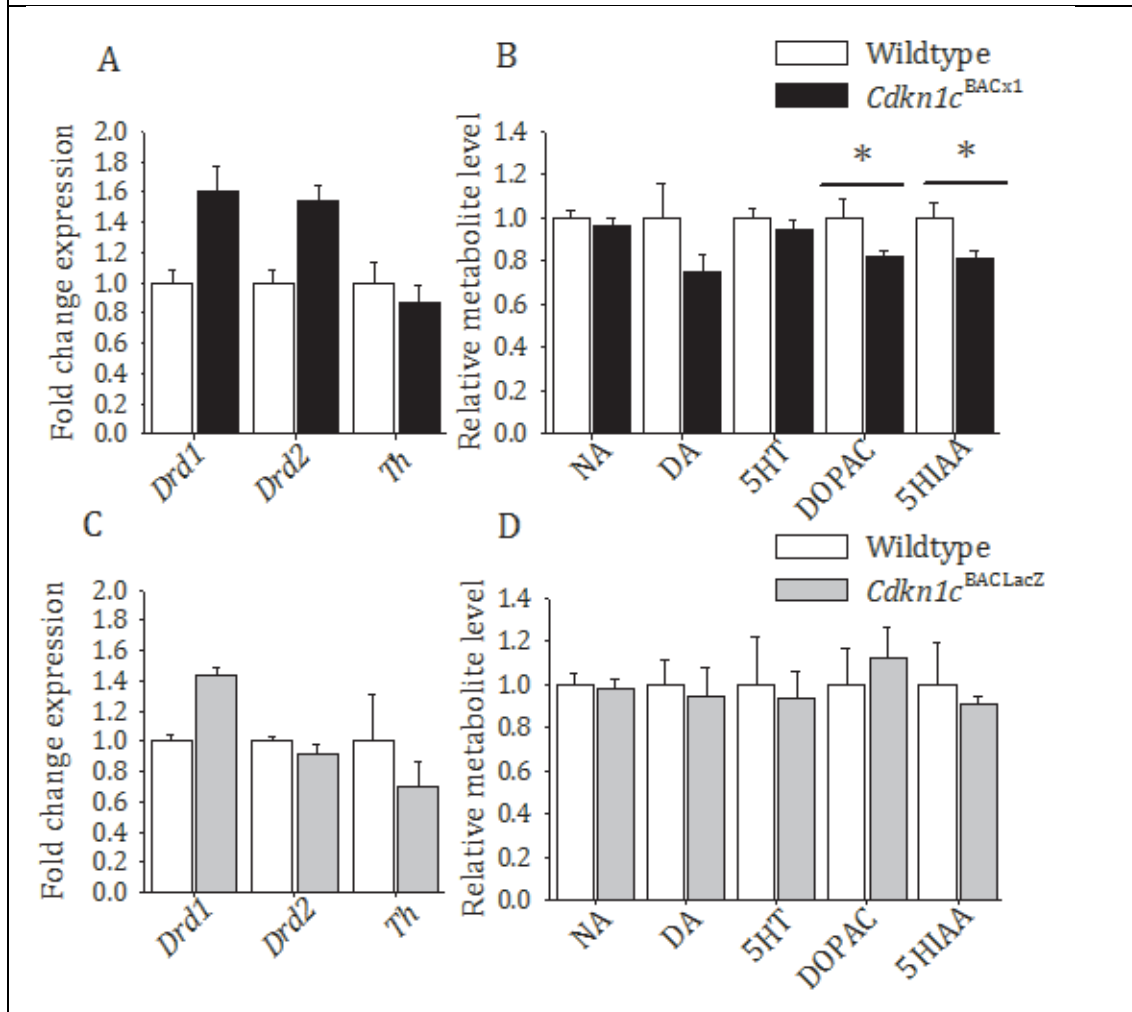 A
Fold change expression
2.0
1.8
1.6
1.4
1.2
1.0
0.8
0.6
0.4
0.2
0.0
Drd1 Drd2 Th
B
Wildtype
Cdkn1c BACx1
Relative metabolite level
1.4
1.2
1.0
0.8
0.6
0.4
0.2
0.0
* *
NA DA 5HT DOPAC 5HIAA
C
Fold change expression
2.0
1.8
1.6
1.4
1.2
1.0
0.8
0.6
0.4
0.2
0.0
Drd1 Drd2 Th
D
Wildtype
Cdkn1c BACLacZ
Relative metabolite level
1.4
1.2
1.0
0.8
0.6
0.4
0.2
0.0
NA DA 5HT DOPAC 5HIAA